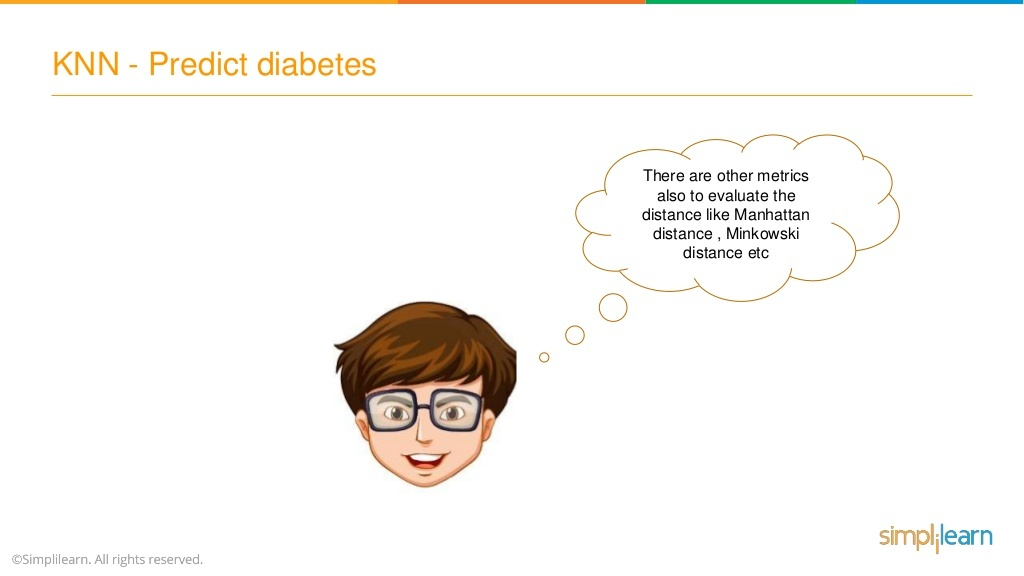 KNN - Predict diabetes
There are other metrics
also to evaluate the
distance like Manhattan
distance , Minkowski
distance etc
simplilearn
©Simplilearn. All rights reserved.